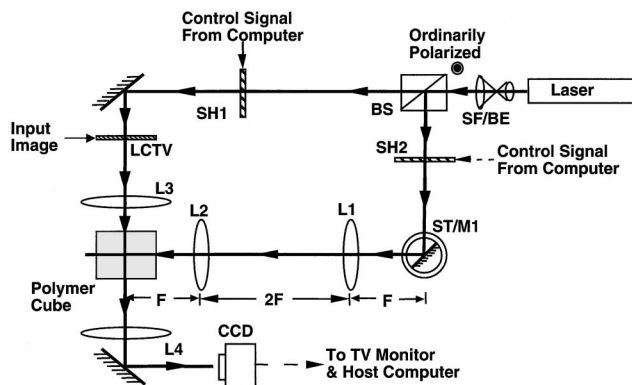 Control Signal
From Computer
Ordinarily
Polarized
Laser
SF/BE
BS
SH1
Input
Image
LCTV
SH2
Control Signal
From Computer
L3
L2
L1
ST/M1
Polymer
Cube
F
2F
F
L4
CCD
To TV Monitor
& Host Computer